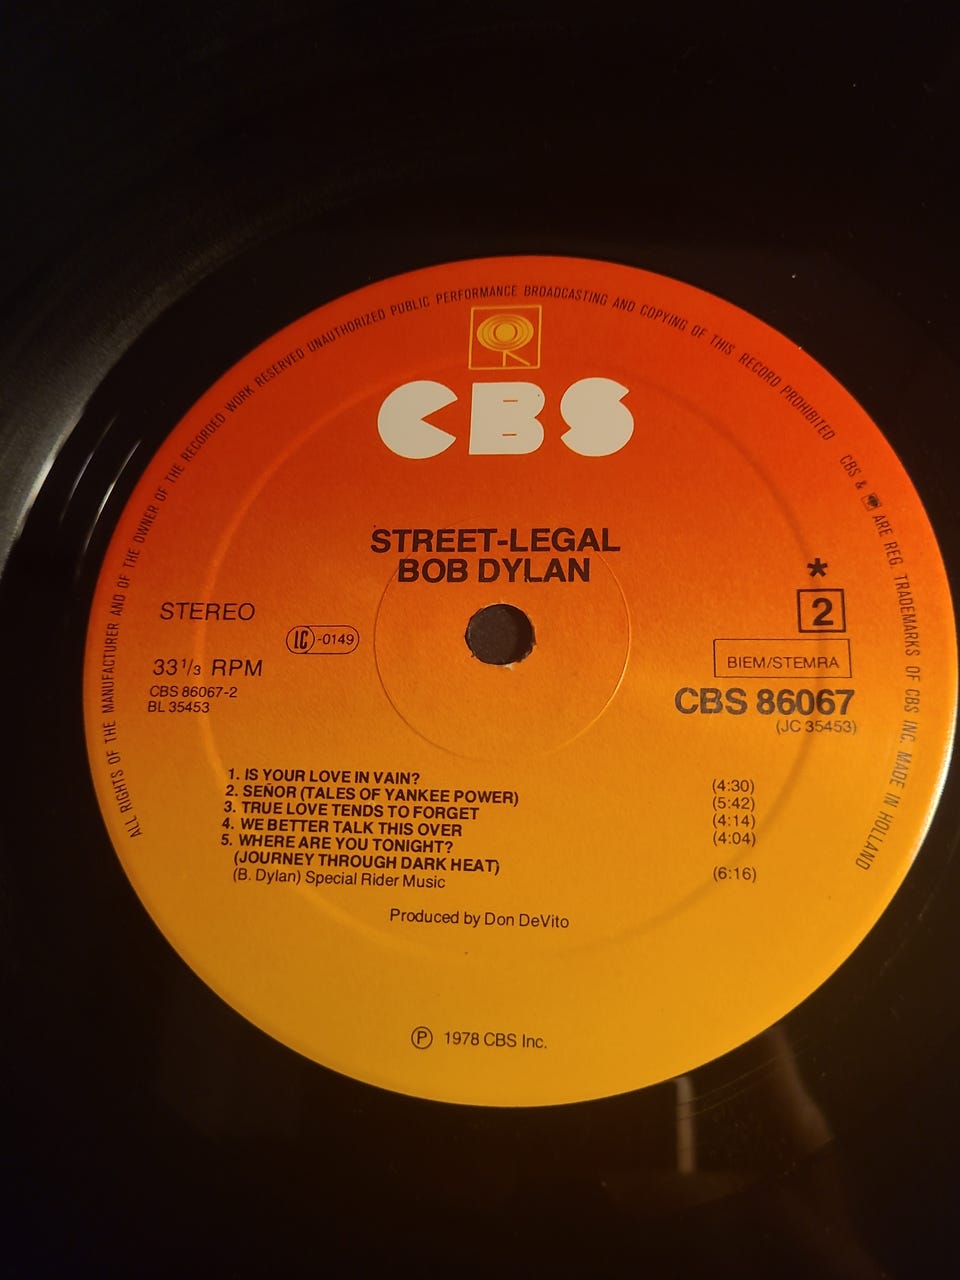 ALL RIGHTS OF THE MANUFACTURER AND OF THE OWNER OF THE RECORDED WORK RESERVED UNAUTHORIZED PUBLIC PERFORMANCE BROADCASTING AND COPYING OF THIS RECORD PROHIBITED
CBS & ARE REG. TRADEMARKS OF CBS INC. MADE IN HOLLAND
CBS
STREET-LEGAL
BOB DYLAN
*
STEREO
2
IC -0149
BIEM/STEMRA
33 1/3 RPM
CBS 86067-2
CBS 86067
BL 35453
(JC 35453)
1. IS YOUR LOVE IN VAIN? (4:30)
2. SEÑOR (TALES OF YANKEE POWER) (5:42)
3. TRUE LOVE TENDS TO FORGET (4:14)
4. WE BETTER TALK THIS OVER (4:04)
5. WHERE ARE YOU TONIGHT?
(JOURNEY THROUGH DARK HEAT) (6:16)
(B. Dylan) Special Rider Music
Produced by Don DeVito
Ⓟ 1978 CBS Inc.